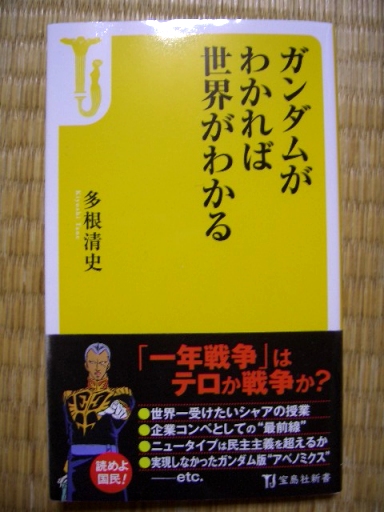 ガンダムが
わかれば
世界がわかる
多根清史
Kiyoshi Tane
「一年戦争」は
テロか戦争か?
●世界一受けたいシャアの授業
●企業コンペとしての"最前線"
●ニュータイプは民主主義を超えるか
●実現しなかったガンダム版"アベノミクス"
――etc.
読めよ
国民!
TJ 宝島社新書